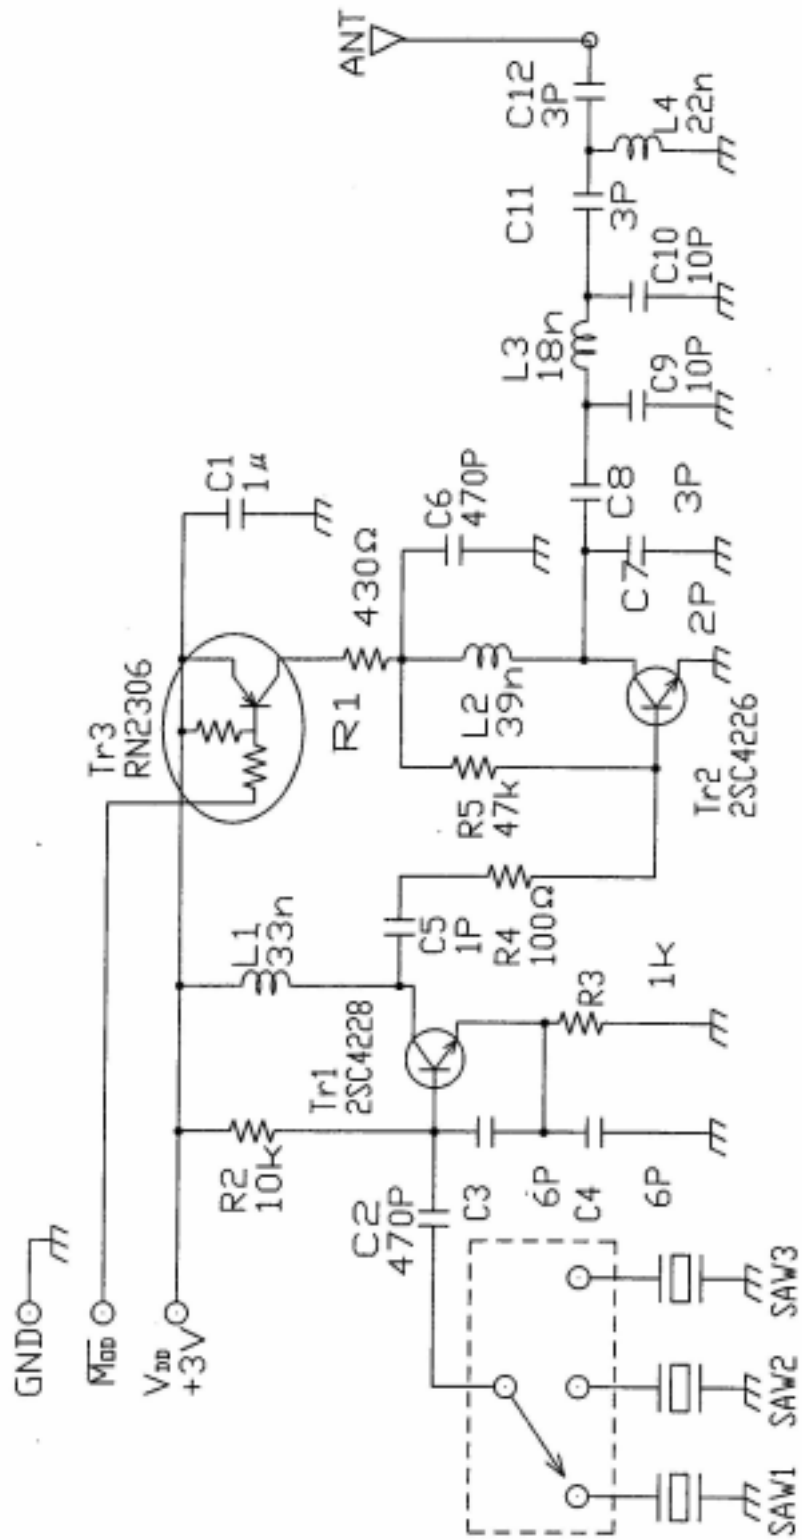 GND
M̅O̅D̅
VDD
+3V
R2
10k
Tr1
2SC4228
L1
33n
Tr3
RN2306
C1
1μ
R1
430Ω
C6
470P
C5
1P
R4
100Ω
R5
47k
L2
39n
Tr2
2SC4226
C7
2P
C8
3P
L3
18n
C9
10P
C10
10P
C11
3P
C12
3P
L4
22n
ANT
C2
470P
C3
6P
C4
6P
R3
1k
SAW1
SAW2
SAW3